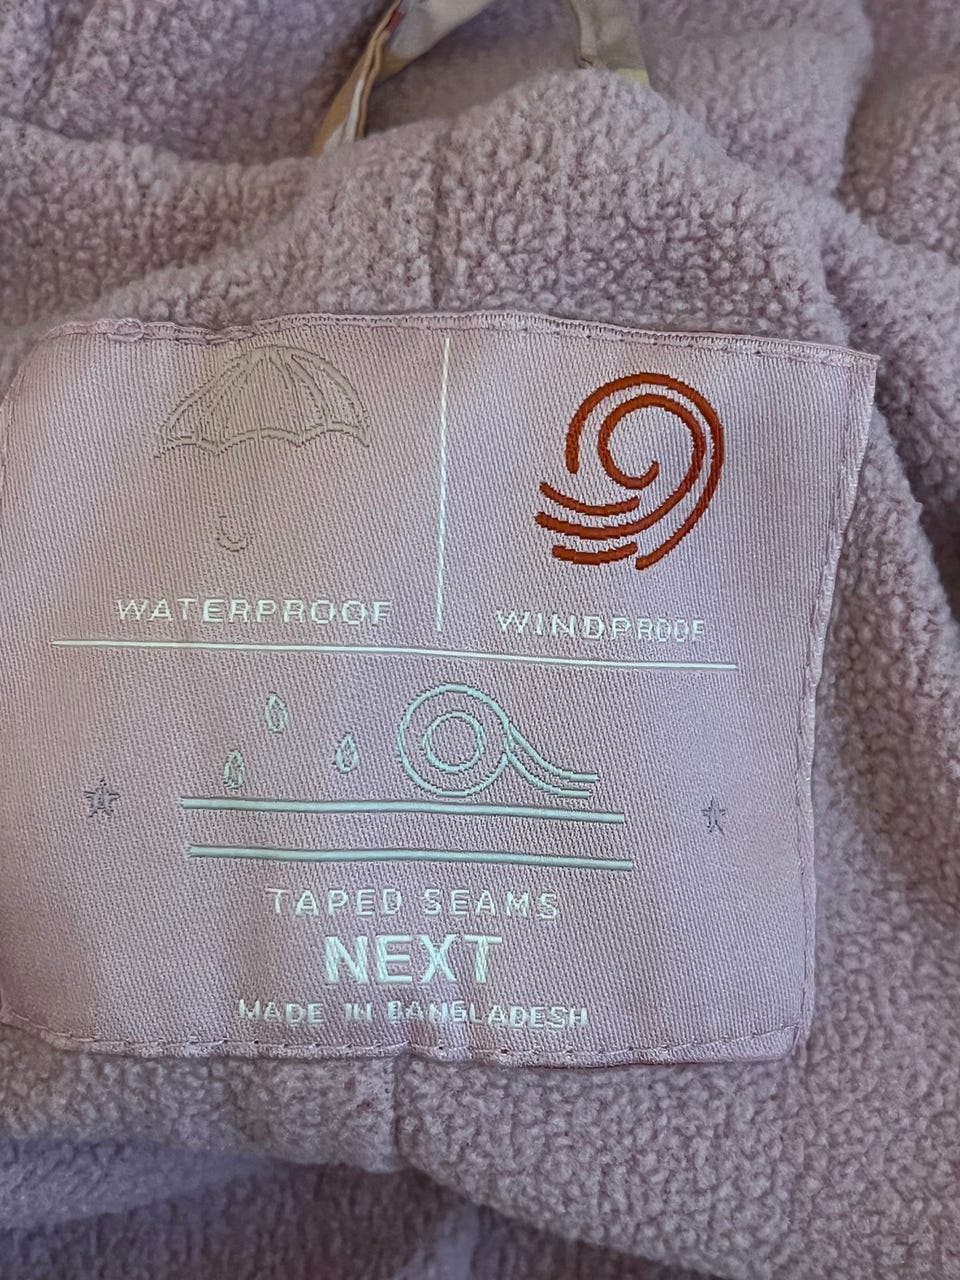 WATERPROOF
WINDPROOF
TAPED SEAMS
NEXT
MADE IN BANGLADESH